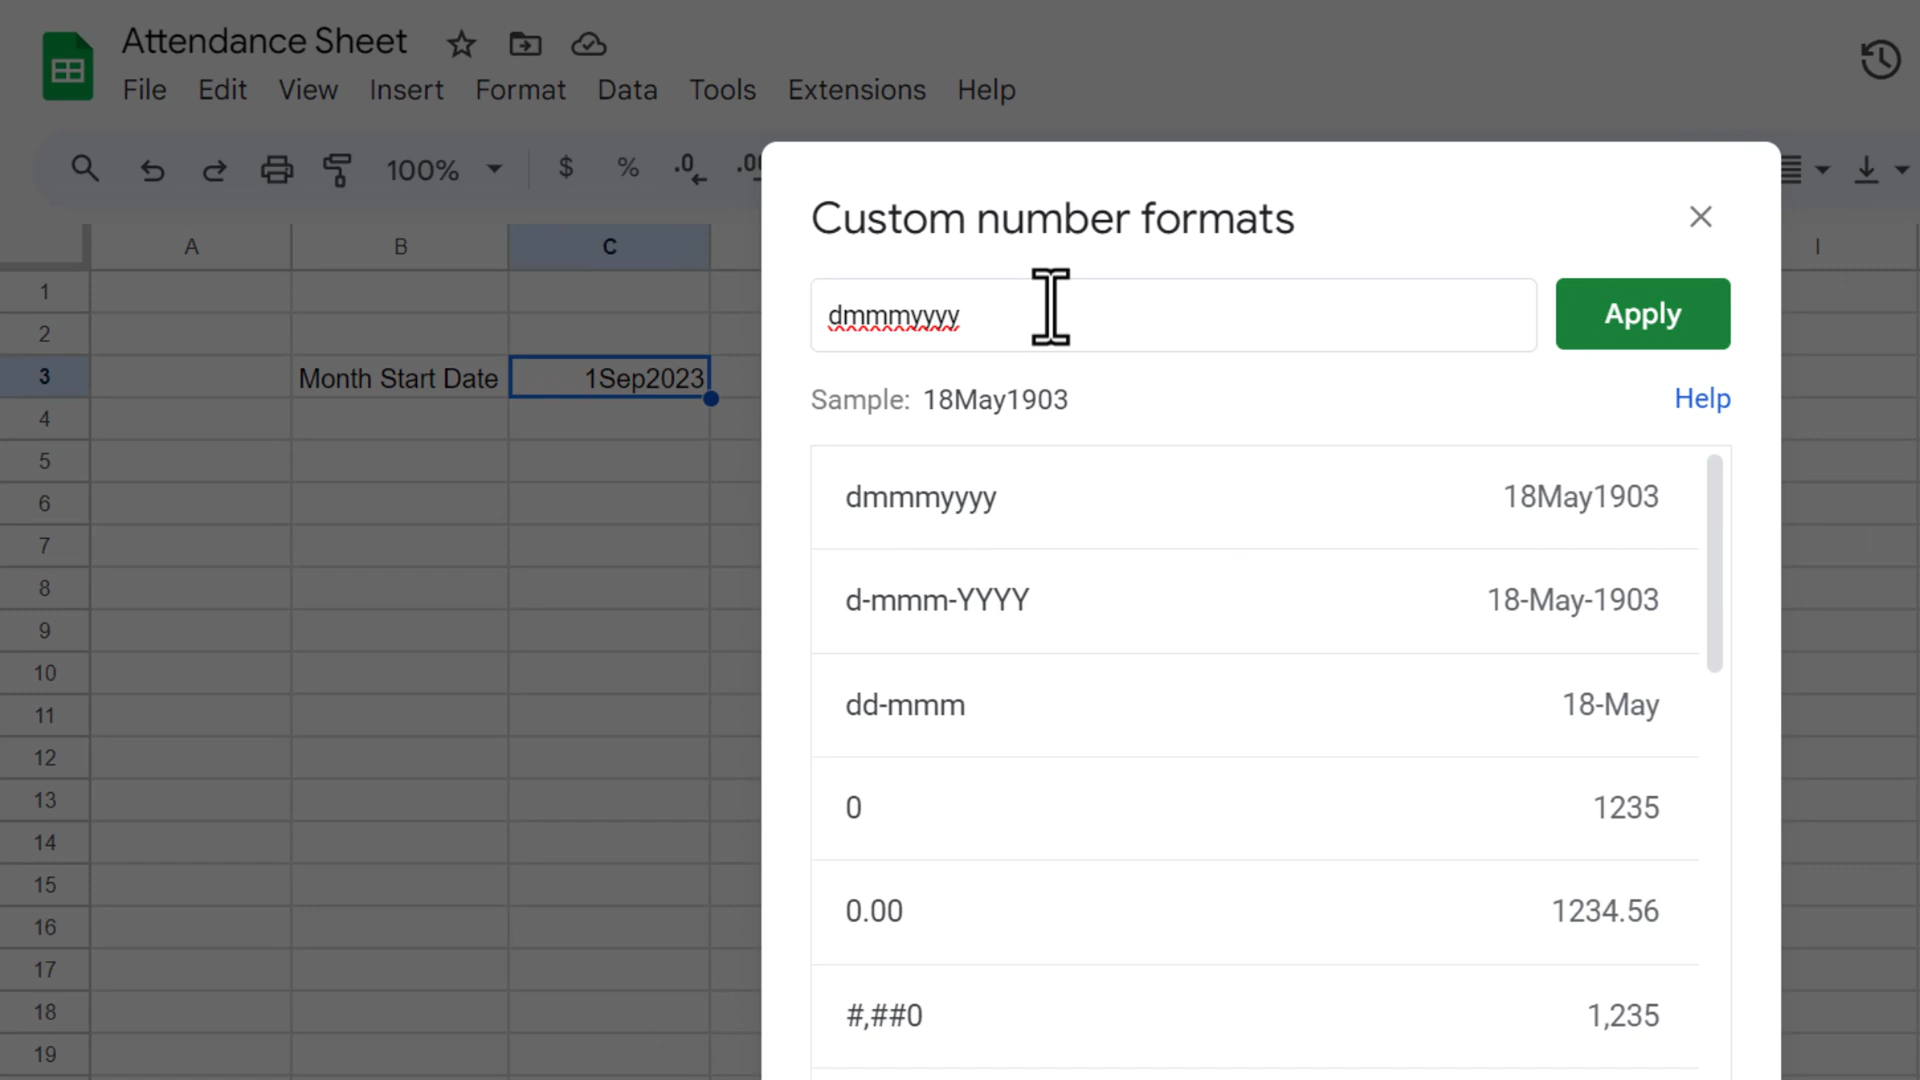 Attendance Sheet
File Edit View Insert Format Data Tools Extensions Help
100% $ % .0
Custom number formats
A B C I
dmmmyyyy Apply
Sample: 18May1903 Help
1
2
3 Month Start Date 1Sep2023
4
5
6
7
8
9
10
11
12
13
14
15
16
17
18
19
dmmmyyyy 18May1903
d-mmm-YYYY 18-May-1903
dd-mmm 18-May
0 1235
0.00 1234.56
#,##0 1,235